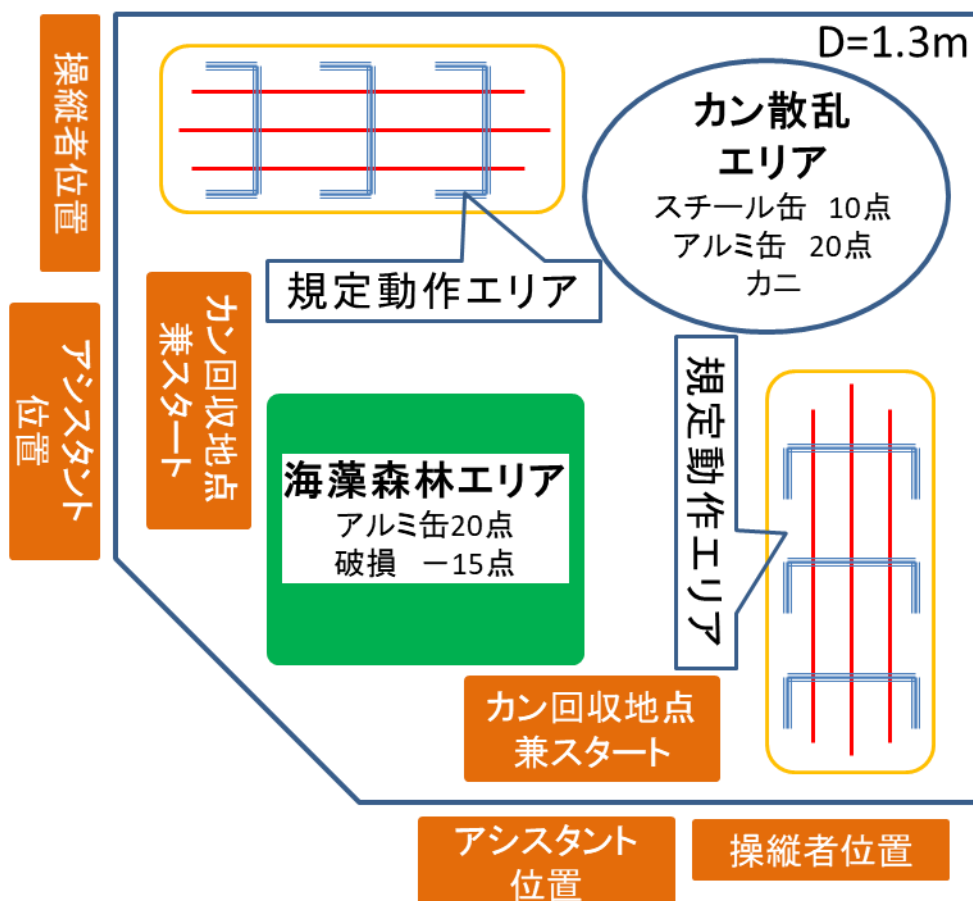 D=1.3m
操縦者位置
カン散乱
エリア
スチール缶 10点
アルミ缶 20点
カニ
規定動作エリア
カン回収地点
兼スタート
アシスタント
位置
規定動作エリア
海藻森林エリア
アルミ缶20点
破損 ー15点
カン回収地点
兼スタート
アシスタント
位置
操縦者位置